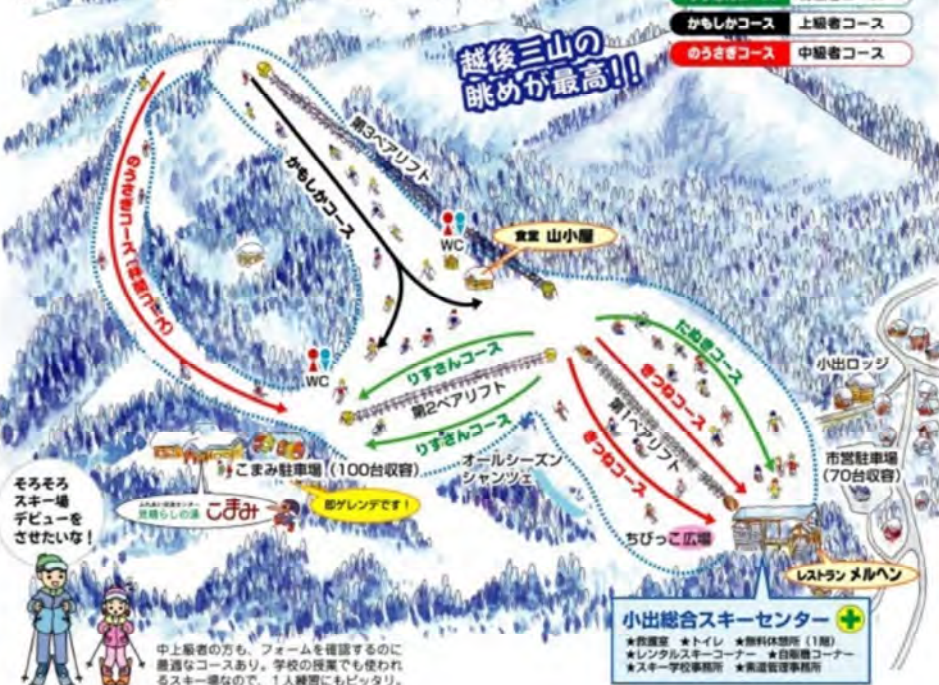 かもしかコース 上級者コース
のうさぎコース 中級者コース
越後三山の
眺めが最高!!
第3ペアリフト
かもしかコース
WC
食堂 山小屋
たぬきコース
小出ロッジ
りすさんコース
きつねコース
WC
第2ペアリフト
第1ペアリフト
りすさんコース
きつねコース
市営駐車場
(70台収容)
こまみ駐車場(100台収容)
オールシーズン
シャンツェ
そろそろ
スキー場
デビューを
させたいな!
見晴らしの湯 こまみ
即ゲレンデです!
ちびっこ広場
レストラン メルヘン
小出総合スキーセンター
★救護室 ★トイレ ★無料休憩所(1階)
★レンタルスキーコーナー ★自販機コーナー
★スキー学校事務所 ★索道管理事務所
中上級者の方も、フォームを確認するのに
最適なコースあり。学校の授業でも使われ
るスキー場なので、1人練習にもピッタリ。